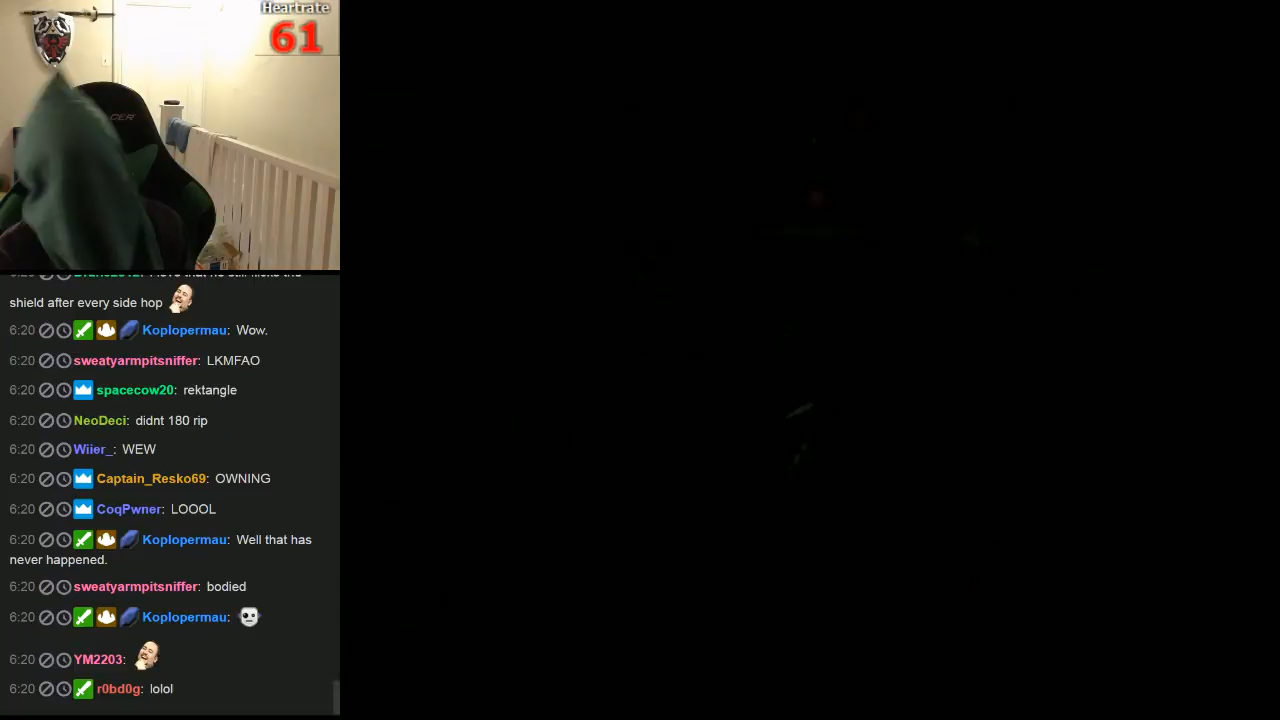 Heartrate
61
shield after every side hop
6:20 Koplopermau: Wow.
6:20 sweatyarmpitsniffer: LKMFAO
6:20 spacecow20: rektangle
6:20 NeoDeci: didnt 180 rip
6:20 Wiier_: WEW
6:20 Captain_Resko69: OWNING
6:20 CoqPwner: LOOOL
6:20 Koplopermau: Well that has
never happened.
6:20 sweatyarmpitsniffer: bodied
6:20 Koplopermau:
6:20 YM2203:
6:20 r0bd0g: lolol